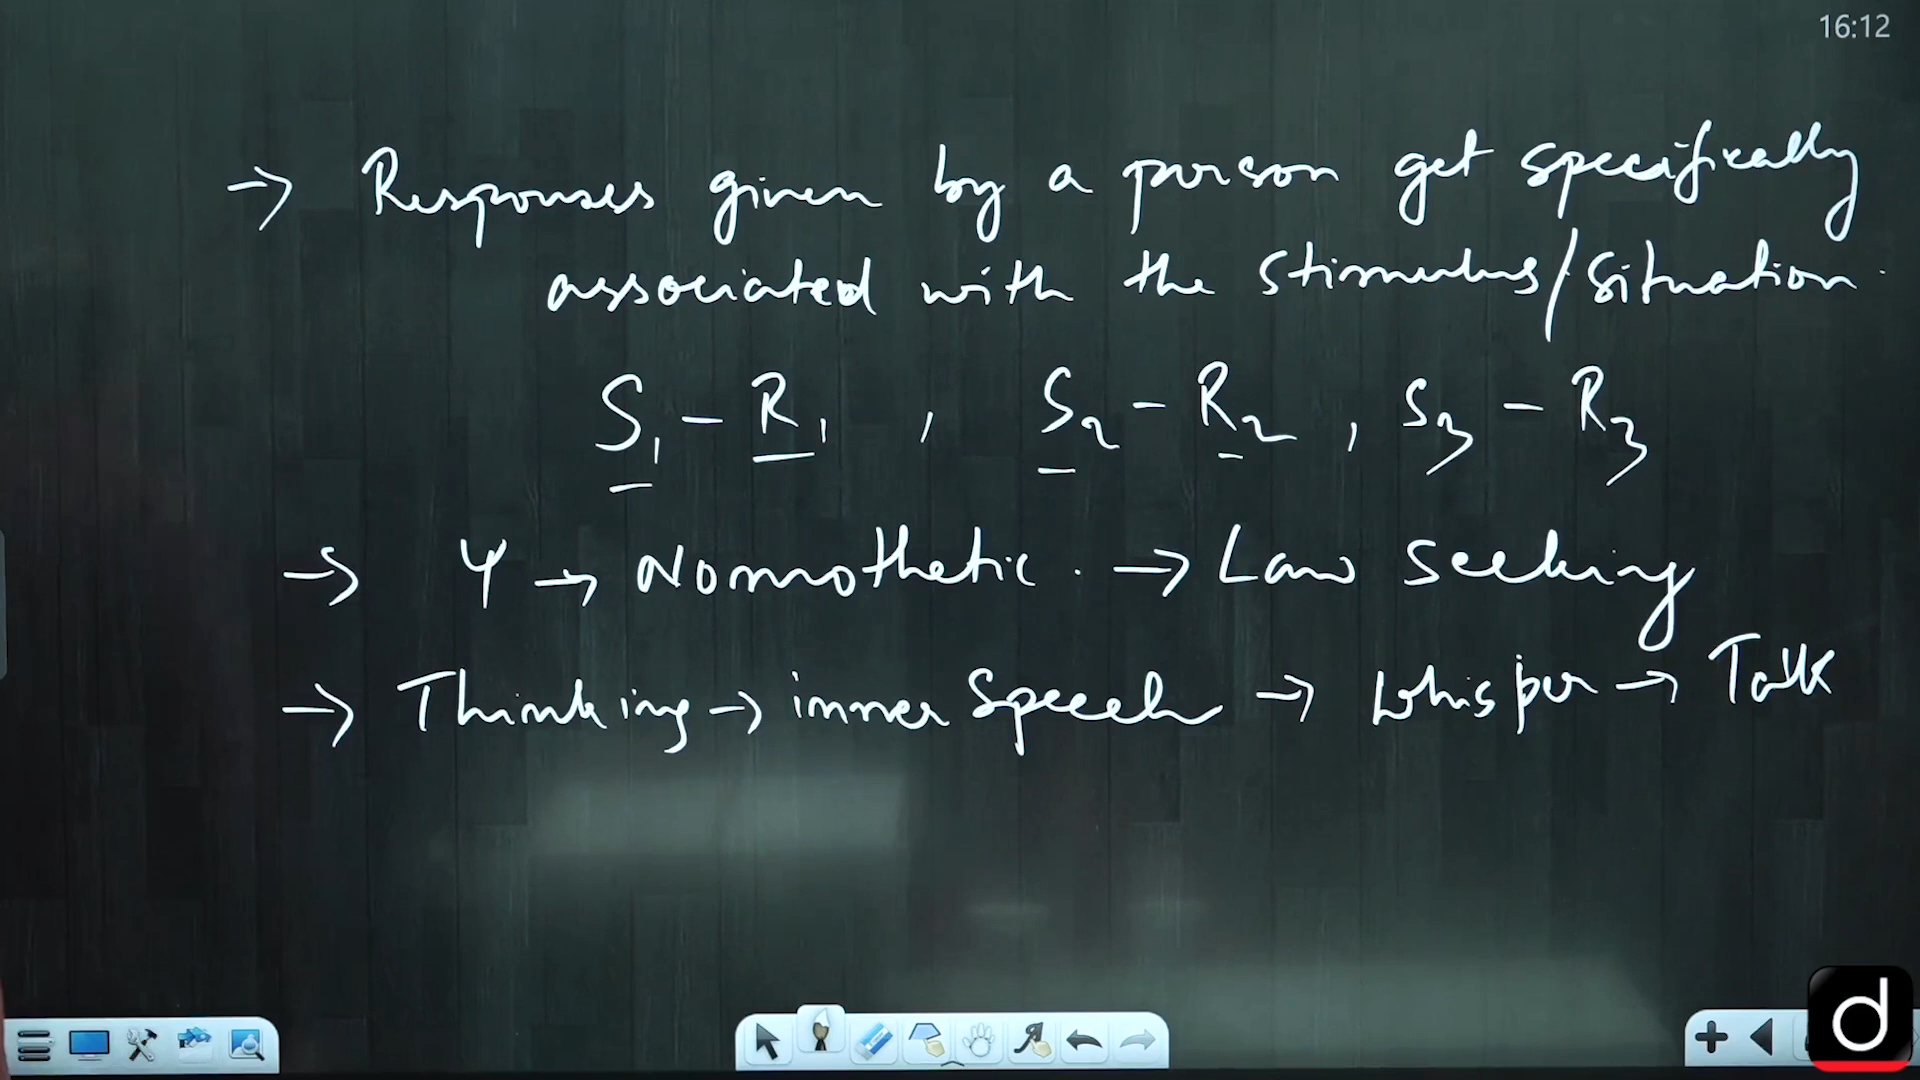 16:12
→ Responses given by a person get specifically
associated with the stimulus/situation.
S₁ – R₁ , S₂ – R₂ , S₃ – R₃
→ Ψ → Nomothetic. → Law Seeking
→ Thinking → inner Speech → Whisper → Talk
d